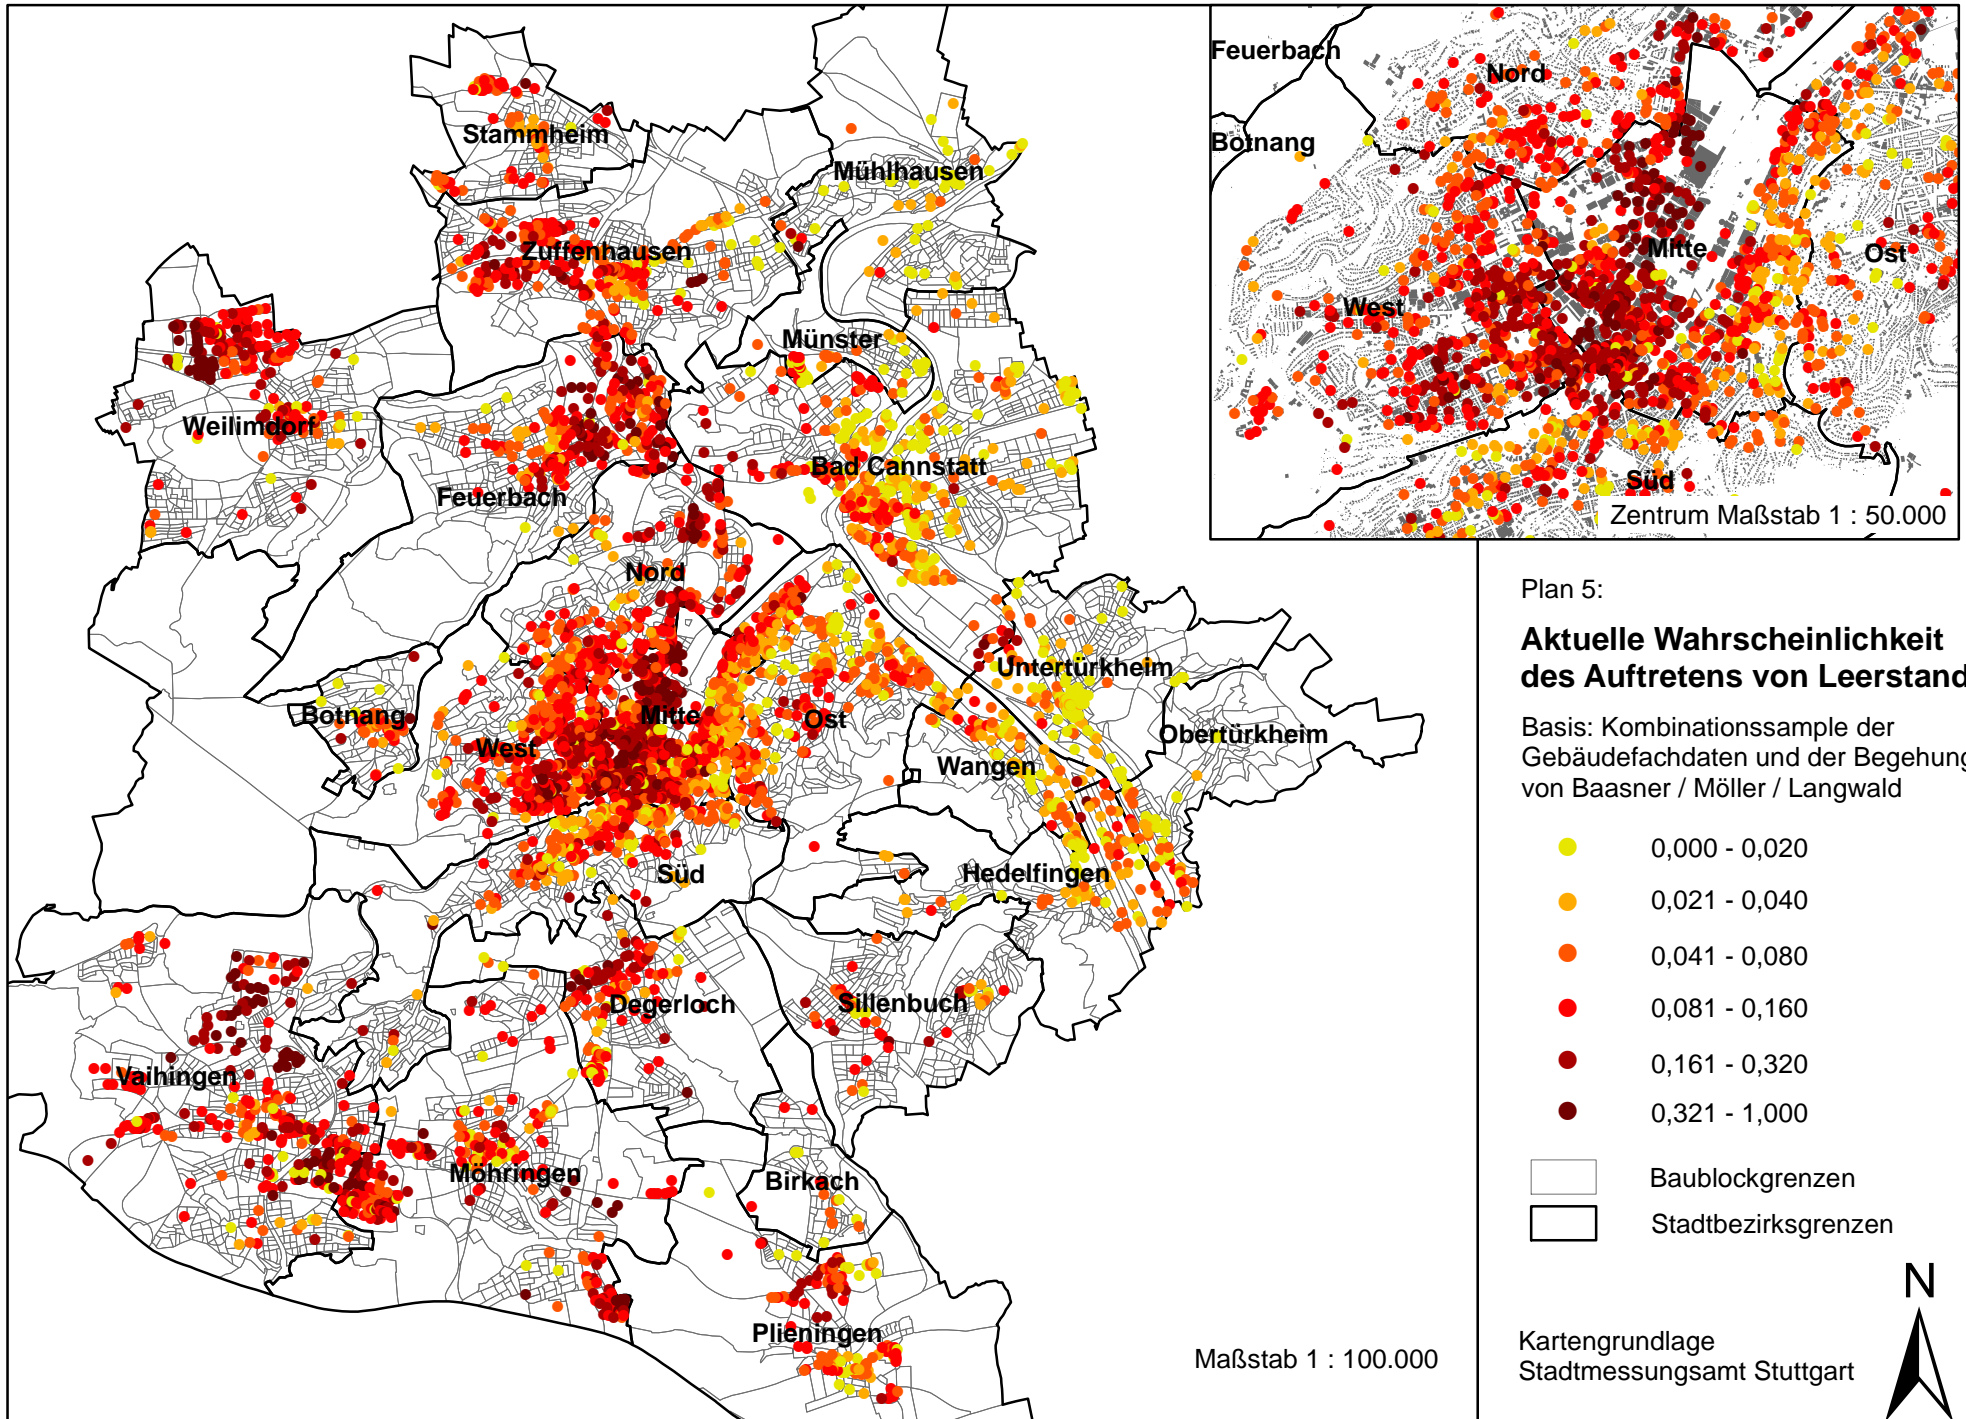 Stammheim
Mühlhausen
Zuffenhausen
Münster
Weilimdorf
Bad Cannstatt
Feuerbach
Nord
Untertürkheim
Botnang
Mitte
Ost
West
Obertürkheim
Wangen
Süd
Hedelfingen
Degerloch
Sillenbuch
Vaihingen
Möhringen
Birkach
Plieningen
Maßstab 1 : 100.000
Feuerbach
Nord
Botnang
Mitte
Ost
West
Süd
Zentrum Maßstab 1 : 50.000
Plan 5:
Aktuelle Wahrscheinlichkeit
des Auftretens von Leerstand
Basis: Kombinationssample der
Gebäudefachdaten und der Begehung
von Baasner / Möller / Langwald
0,000 - 0,020
0,021 - 0,040
0,041 - 0,080
0,081 - 0,160
0,161 - 0,320
0,321 - 1,000
Baublockgrenzen
Stadtbezirksgrenzen
N
Kartengrundlage
Stadtmessungsamt Stuttgart